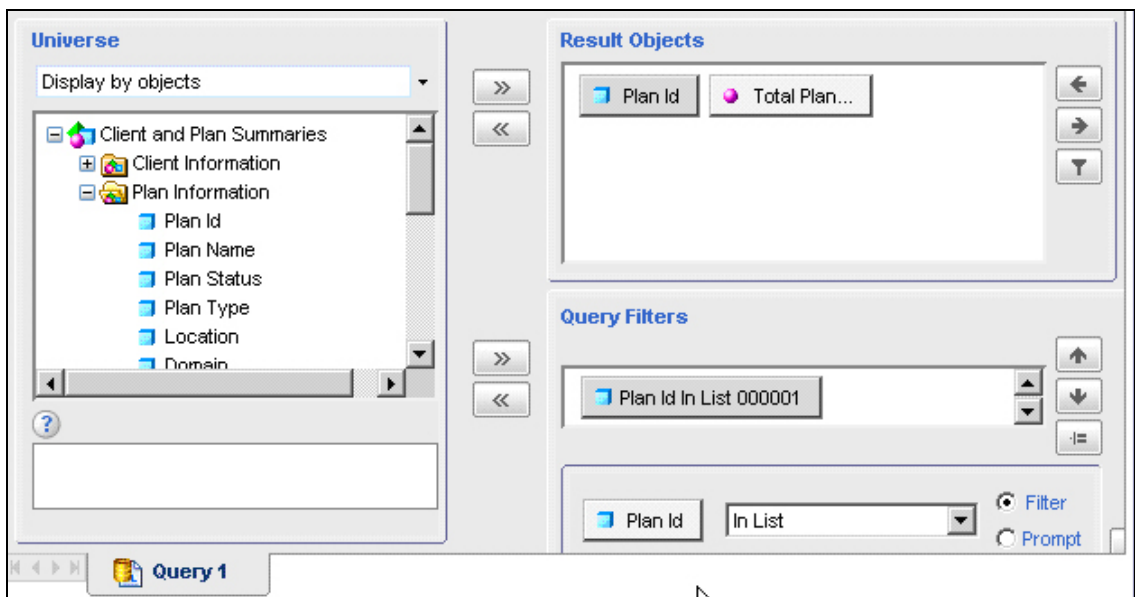 Universe
Display by objects
Client and Plan Summaries
Client Information
Plan Information
Plan Id
Plan Name
Plan Status
Plan Type
Location
Domain
Result Objects
Plan Id
Total Plan...
Query Filters
Plan Id In List 000001
Plan Id
In List
Filter
Prompt
Query 1